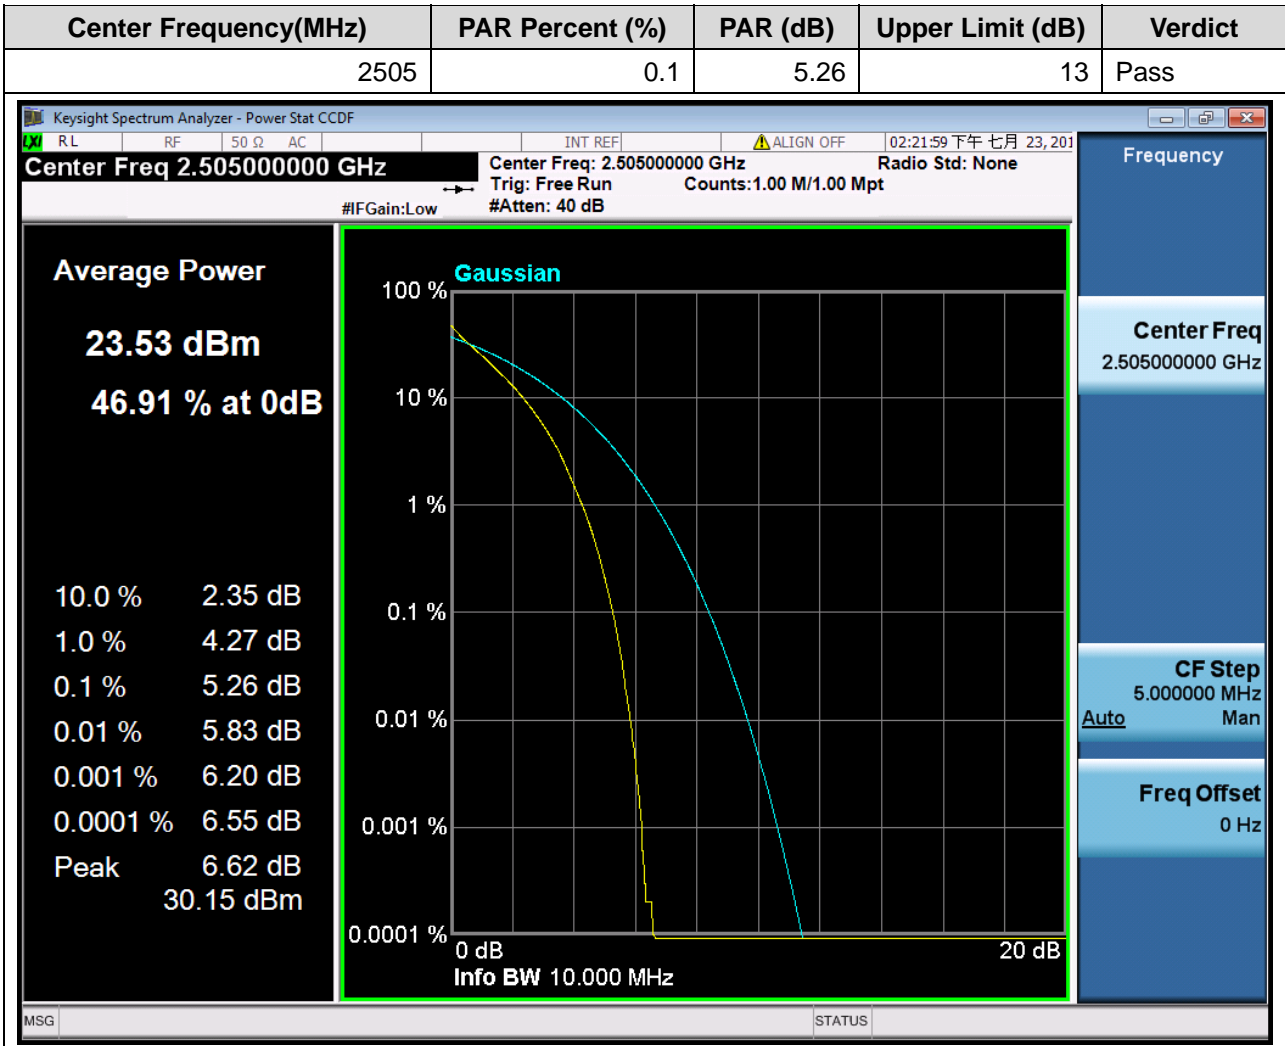 Center Frequency(MHz) PAR Percent (%) PAR (dB) Upper Limit (dB) Verdict
2505 0.1 5.26 13 Pass
Keysight Spectrum Analyzer - Power Stat CCDF
LXI RL RF 50 Ω AC INT REF ALIGN OFF 02:21:59 下午 七月 23, 201
Center Freq 2.505000000 GHz
Center Freq: 2.505000000 GHz Radio Std: None
Trig: Free Run Counts:1.00 M/1.00 Mpt
#IFGain:Low #Atten: 40 dB
Average Power
23.53 dBm
46.91 % at 0dB
10.0 % 2.35 dB
1.0 % 4.27 dB
0.1 % 5.26 dB
0.01 % 5.83 dB
0.001 % 6.20 dB
0.0001 % 6.55 dB
Peak 6.62 dB
30.15 dBm
Gaussian
100 %
10 %
1 %
0.1 %
0.01 %
0.001 %
0.0001 %
0 dB 20 dB
Info BW 10.000 MHz
Frequency
Center Freq
2.505000000 GHz
CF Step
5.000000 MHz
Auto Man
Freq Offset
0 Hz
MSG STATUS